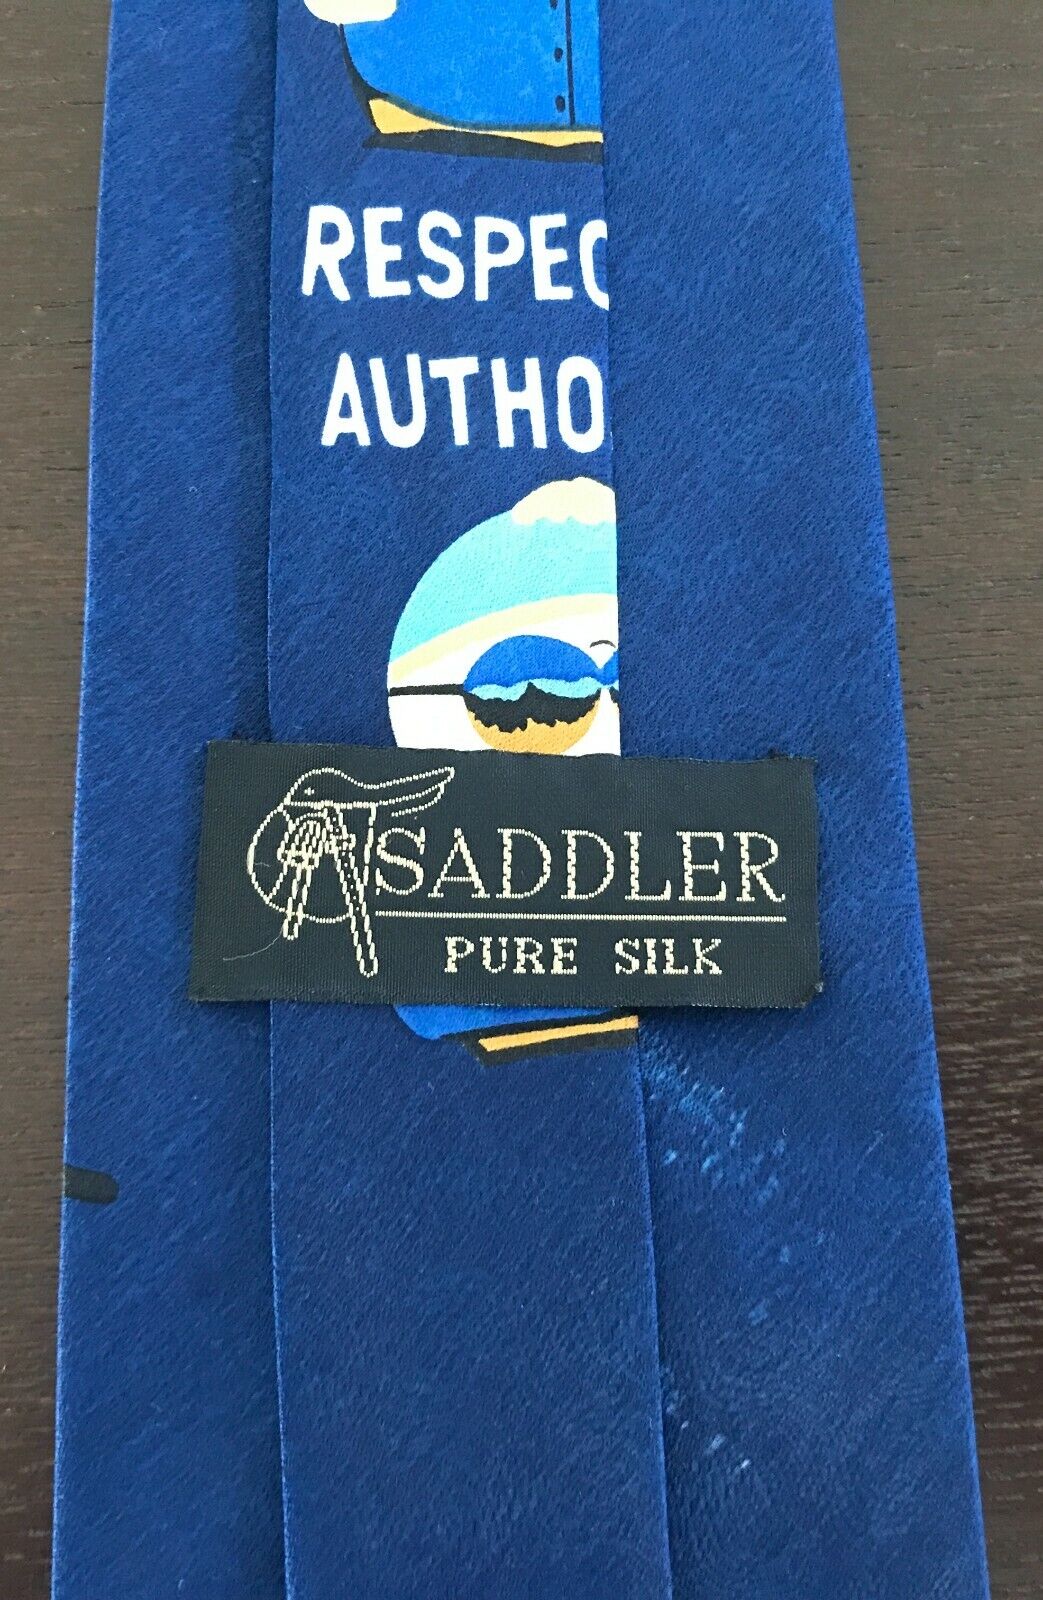 RESPEC
AUTHO
SADDLER
PURE SILK